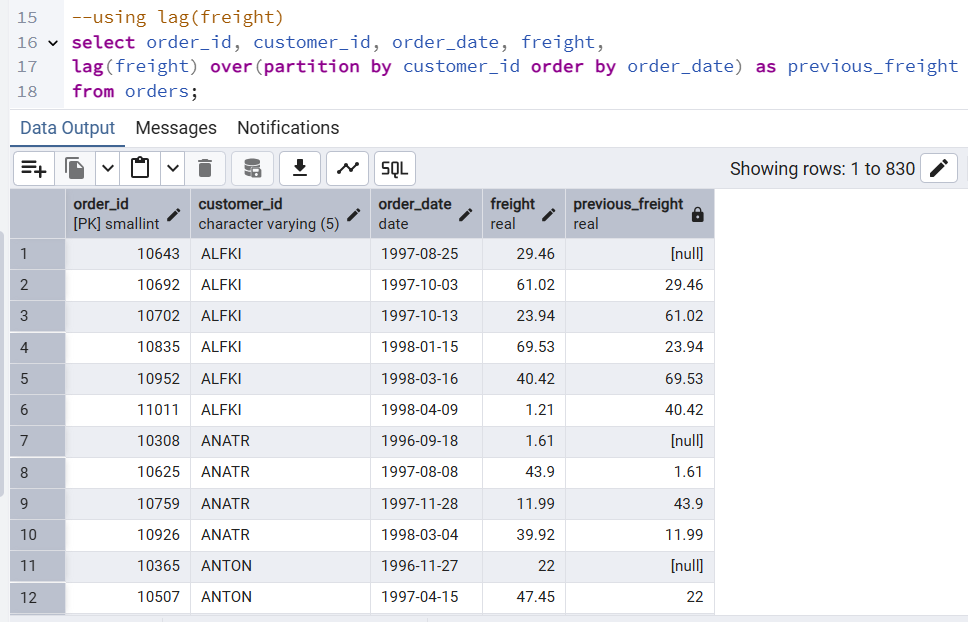 15 --using lag(freight)
16 select order_id, customer_id, order_date, freight,
17 lag(freight) over(partition by customer_id order by order_date) as previous_freight
18 from orders;
Data Output Messages Notifications
SQL Showing rows: 1 to 830
order_id customer_id order_date freight previous_freight
[PK] smallint character varying (5) date real real
1 10643 ALFKI 1997-08-25 29.46 [null]
2 10692 ALFKI 1997-10-03 61.02 29.46
3 10702 ALFKI 1997-10-13 23.94 61.02
4 10835 ALFKI 1998-01-15 69.53 23.94
5 10952 ALFKI 1998-03-16 40.42 69.53
6 11011 ALFKI 1998-04-09 1.21 40.42
7 10308 ANATR 1996-09-18 1.61 [null]
8 10625 ANATR 1997-08-08 43.9 1.61
9 10759 ANATR 1997-11-28 11.99 43.9
10 10926 ANATR 1998-03-04 39.92 11.99
11 10365 ANTON 1996-11-27 22 [null]
12 10507 ANTON 1997-04-15 47.45 22